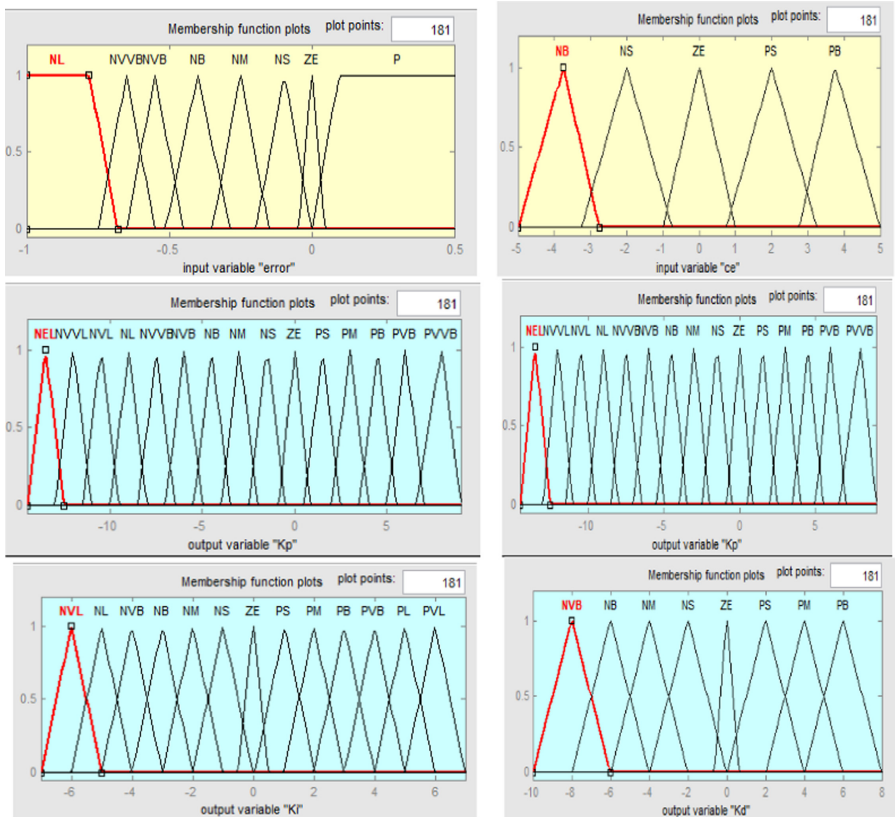 Membership function plots plot points: 181
NL NVVB NVB NB NM NS ZE P
1
0.5
0
-1 -0.5 0 0.5
input variable "error"
Membership function plots plot points: 181
NB NS ZE PS PB
1
0.5
0
-5 -4 -3 -2 -1 0 1 2 3 4 5
input variable "ce"
Membership function plots plot points: 181
NEL NVVL NVL NL NVVB NVB NB NM NS ZE PS PM PB PVB PVVB
1
0.5
0
-10 -5 0 5
output variable "Kp"
Membership function plots plot points: 181
NEL NVVL NVL NL NVVB NVB NB NM NS ZE PS PM PB PVB PVVB
1
0.5
0
-10 -5 0 5
output variable "Kp"
Membership function plots plot points: 181
NVL NL NVB NB NM NS ZE PS PM PB PVB PL PVL
1
0.5
0
-6 -4 -2 0 2 4 6
output variable "Ki"
Membership function plots plot points: 181
NVB NB NM NS ZE PS PM PB
1
0.5
0
-10 -8 -6 -4 -2 0 2 4 6 8
output variable "Kd"